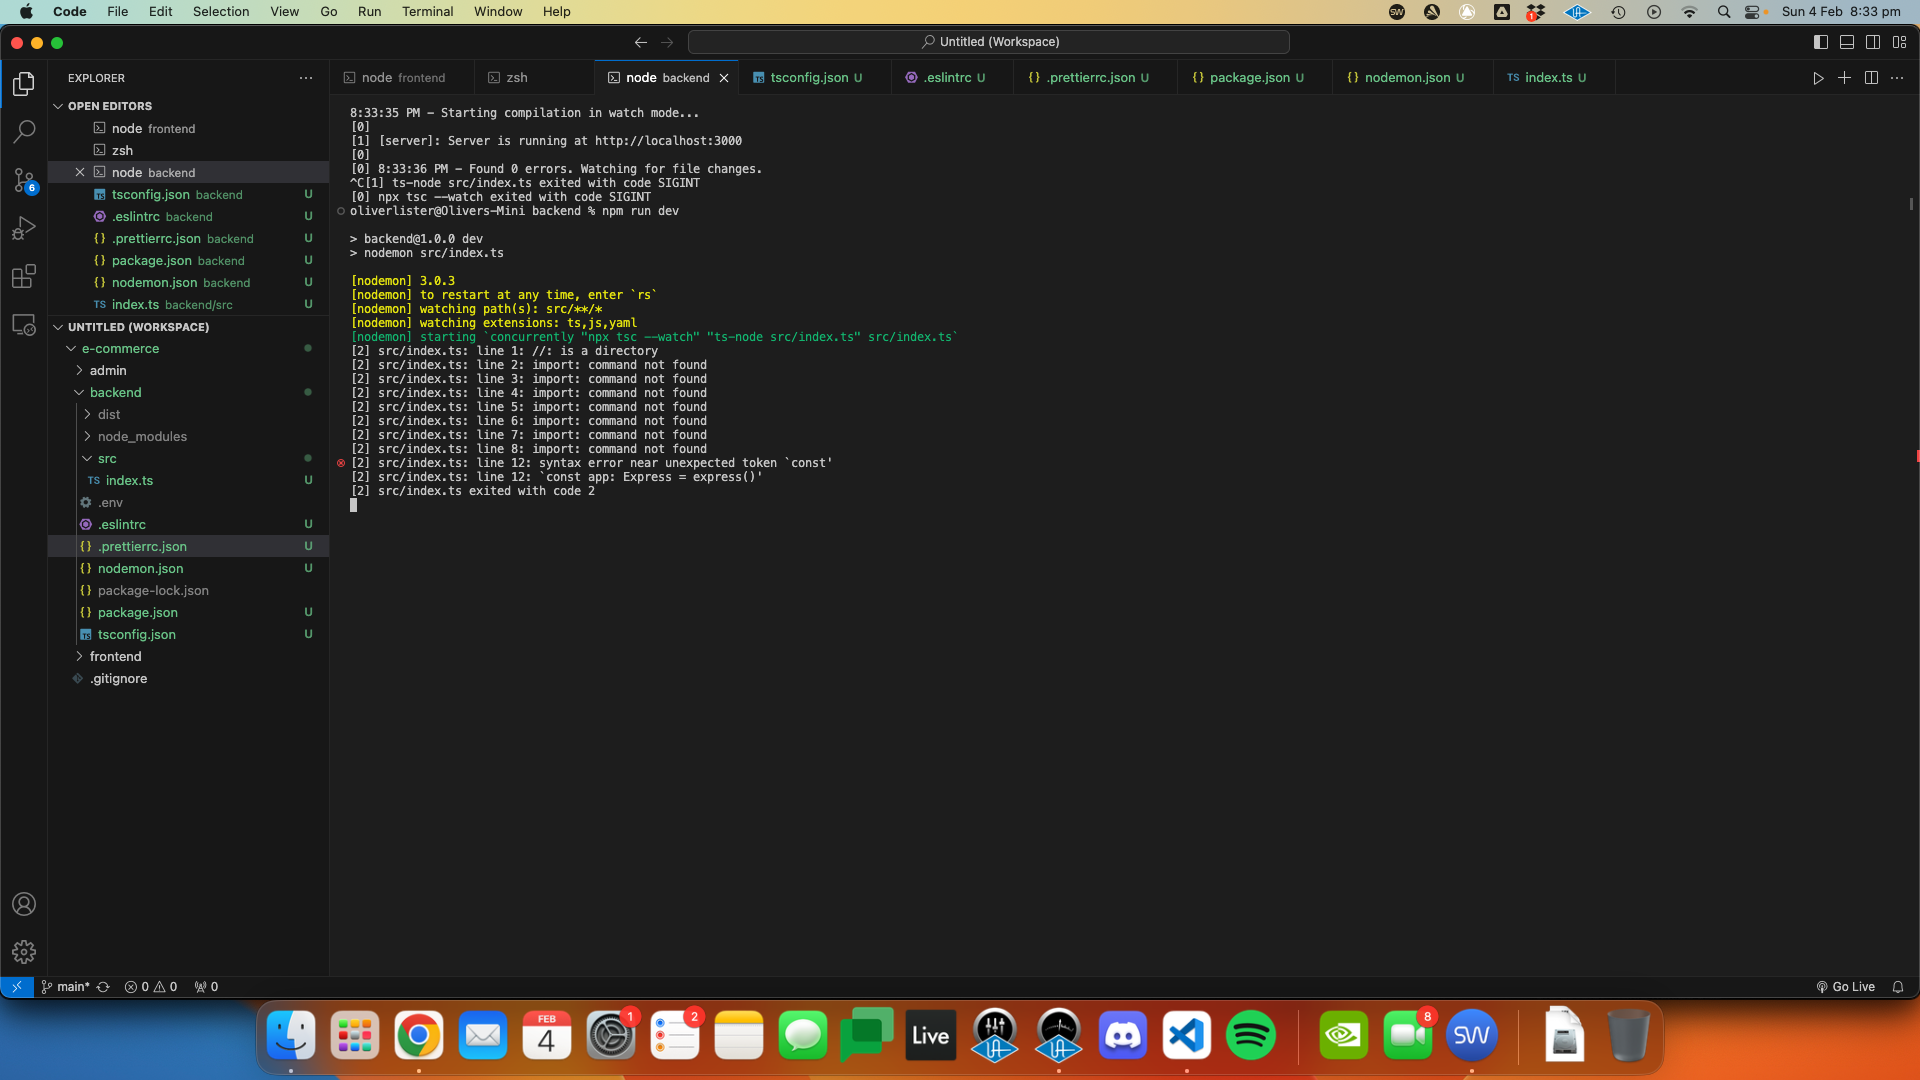 Code File Edit Selection View Go Run Terminal Window Help
SW
1
Sun 4 Feb 8:33 pm
Untitled (Workspace)
EXPLORER
OPEN EDITORS
node frontend
zsh
node backend
tsconfig.json backend U
.eslintrc backend U
.prettierrc.json backend U
package.json backend U
nodemon.json backend U
TS index.ts backend/src U
UNTITLED (WORKSPACE)
e-commerce
admin
backend
dist
node_modules
src
TS index.ts U
.env
.eslintrc U
.prettierrc.json U
nodemon.json U
package-lock.json
package.json U
tsconfig.json U
frontend
.gitignore
6
node frontend
zsh
node backend
tsconfig.json U
.eslintrc U
.prettierrc.json U
package.json U
nodemon.json U
TS index.ts U
8:33:35 PM - Starting compilation in watch mode...
[0]
[1] [server]: Server is running at http://localhost:3000
[0]
[0] 8:33:36 PM - Found 0 errors. Watching for file changes.
^C[1] ts-node src/index.ts exited with code SIGINT
[0] npx tsc --watch exited with code SIGINT
oliverlister@Olivers-Mini backend % npm run dev
> backend@1.0.0 dev
> nodemon src/index.ts
[nodemon] 3.0.3
[nodemon] to restart at any time, enter `rs`
[nodemon] watching path(s): src/**/*
[nodemon] watching extensions: ts,js,yaml
[nodemon] starting `concurrently "npx tsc --watch" "ts-node src/index.ts" src/index.ts`
[2] src/index.ts: line 1: //: is a directory
[2] src/index.ts: line 2: import: command not found
[2] src/index.ts: line 3: import: command not found
[2] src/index.ts: line 4: import: command not found
[2] src/index.ts: line 5: import: command not found
[2] src/index.ts: line 6: import: command not found
[2] src/index.ts: line 7: import: command not found
[2] src/index.ts: line 8: import: command not found
[2] src/index.ts: line 12: syntax error near unexpected token `const'
[2] src/index.ts: line 12: `const app: Express = express()'
[2] src/index.ts exited with code 2
main* 0 0 0
Go Live
FEB
4
1
2
Live
8
SW